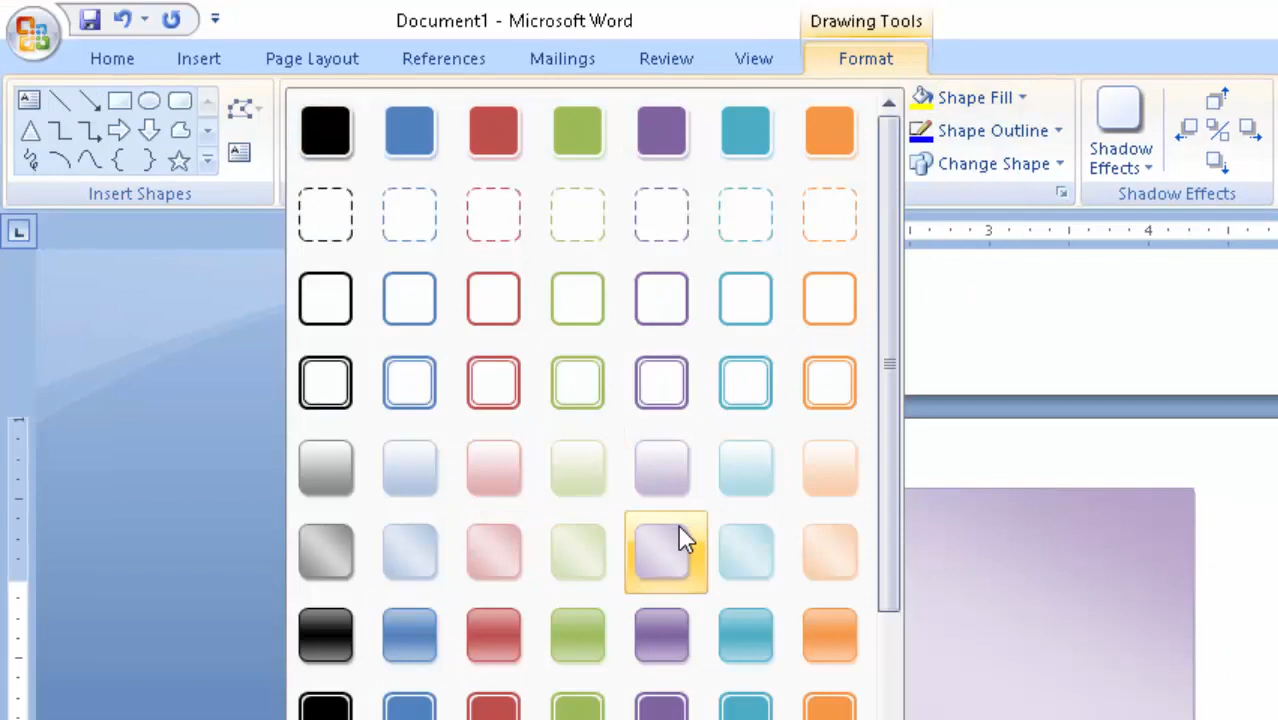 Document1 - Microsoft Word
Drawing Tools
Home Insert Page Layout References Mailings Review View Format
Shape Fill
Shape Outline
Change Shape
Shadow
Effects
Insert Shapes
Shadow Effects
3 4
1